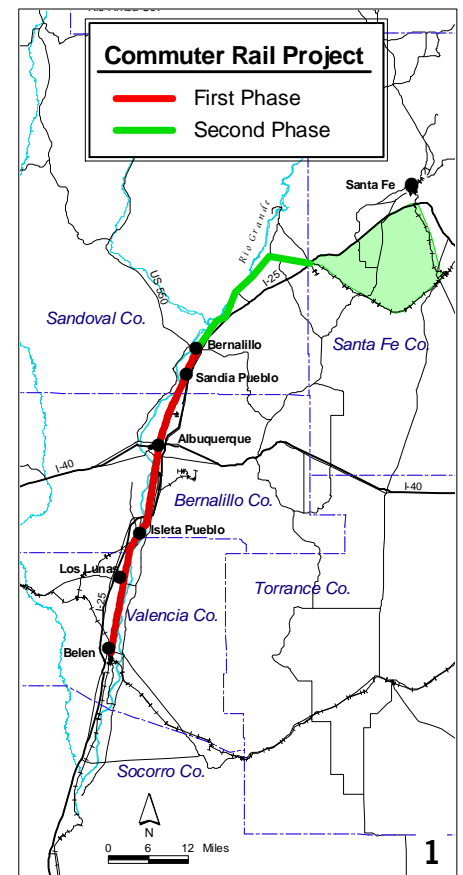 Commuter Rail Project
First Phase
Second Phase
Santa Fe
Rio Grande
US 550
I-25
Sandoval Co.
Bernalillo
Santa Fe Co.
Sandia Pueblo
Albuquerque
I-40
I-40
Bernalillo Co.
Isleta Pueblo
Los Lunas
I-25
Torrance Co.
Valencia Co.
Belen
Socorro Co.
N
0 6 12 Miles
1